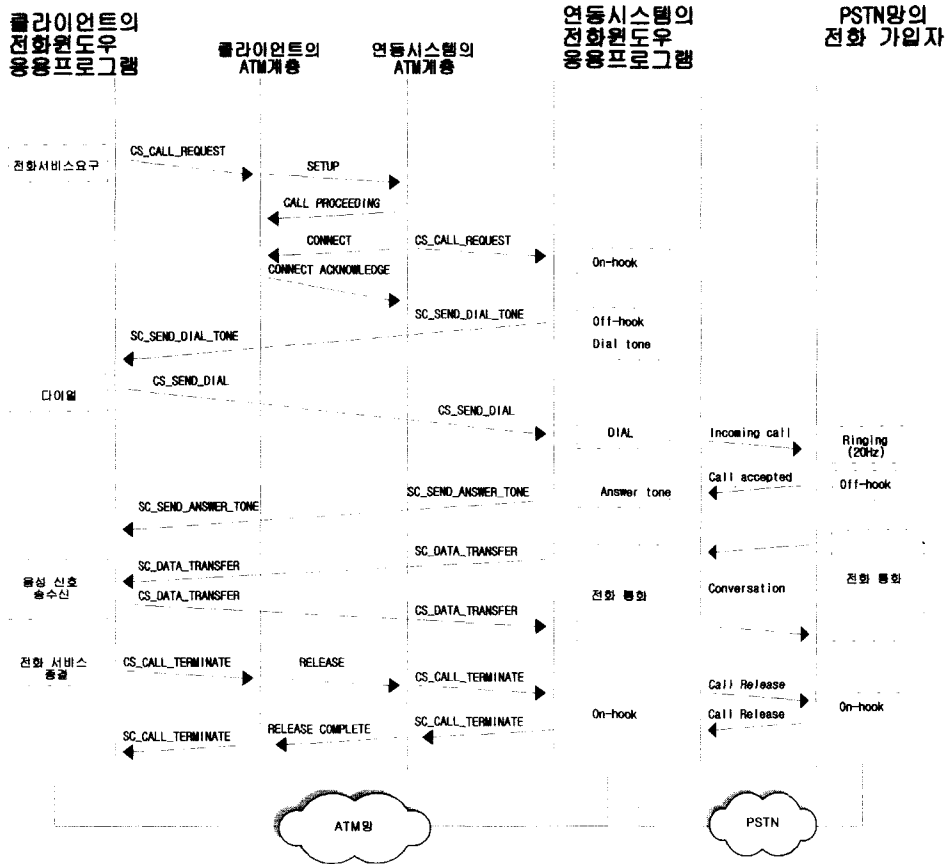 클라이언트의
전화윈도우
응용프로그램
클라이언트의
ATM계층
연동시스템의
ATM계층
연동시스템의
전화윈도우
응용프로그램
PSTN망의
전화 가입자
전화서비스요구
CS_CALL_REQUEST
SETUP
CALL PROCEEDING
CONNECT
CS_CALL_REQUEST
On-hook
CONNECT ACKNOWLEDGE
SC_SEND_DIAL_TONE
SC_SEND_DIAL_TONE
Off-hook
Dial tone
다이얼
CS_SEND_DIAL
CS_SEND_DIAL
DIAL
Incoming call
Ringing
(20Hz)
Call accepted
Off-hook
SC_SEND_ANSWER_TONE
SC_SEND_ANSWER_TONE
Answer tone
SC_DATA_TRANSFER
SC_DATA_TRANSFER
음성 신호
송수신
CS_DATA_TRANSFER
CS_DATA_TRANSFER
전화 통화
Conversation
전화 통화
전화 서비스
종결
CS_CALL_TERMINATE
RELEASE
CS_CALL_TERMINATE
Call Release
On-hook
SC_CALL_TERMINATE
RELEASE COMPLETE
SC_CALL_TERMINATE
On-hook
Call Release
ATM망
PSTN